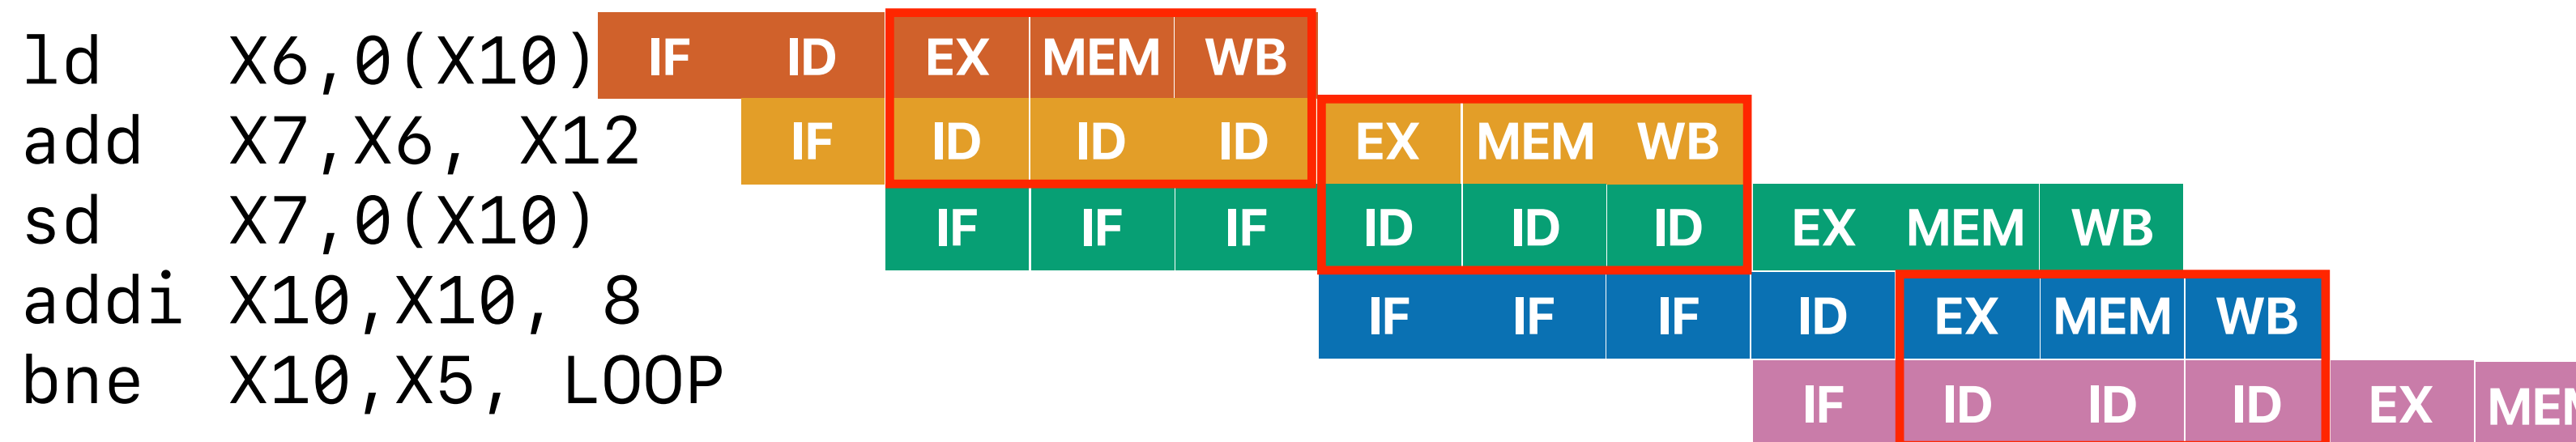 ld X6,0(X10) IF ID EX MEM WB
add X7,X6, X12 IF ID ID ID EX MEM WB
sd X7,0(X10) IF IF IF ID ID ID EX MEM WB
addi X10,X10, 8 IF IF IF ID EX MEM WB
bne X10,X5, LOOP IF ID ID ID EX MEM